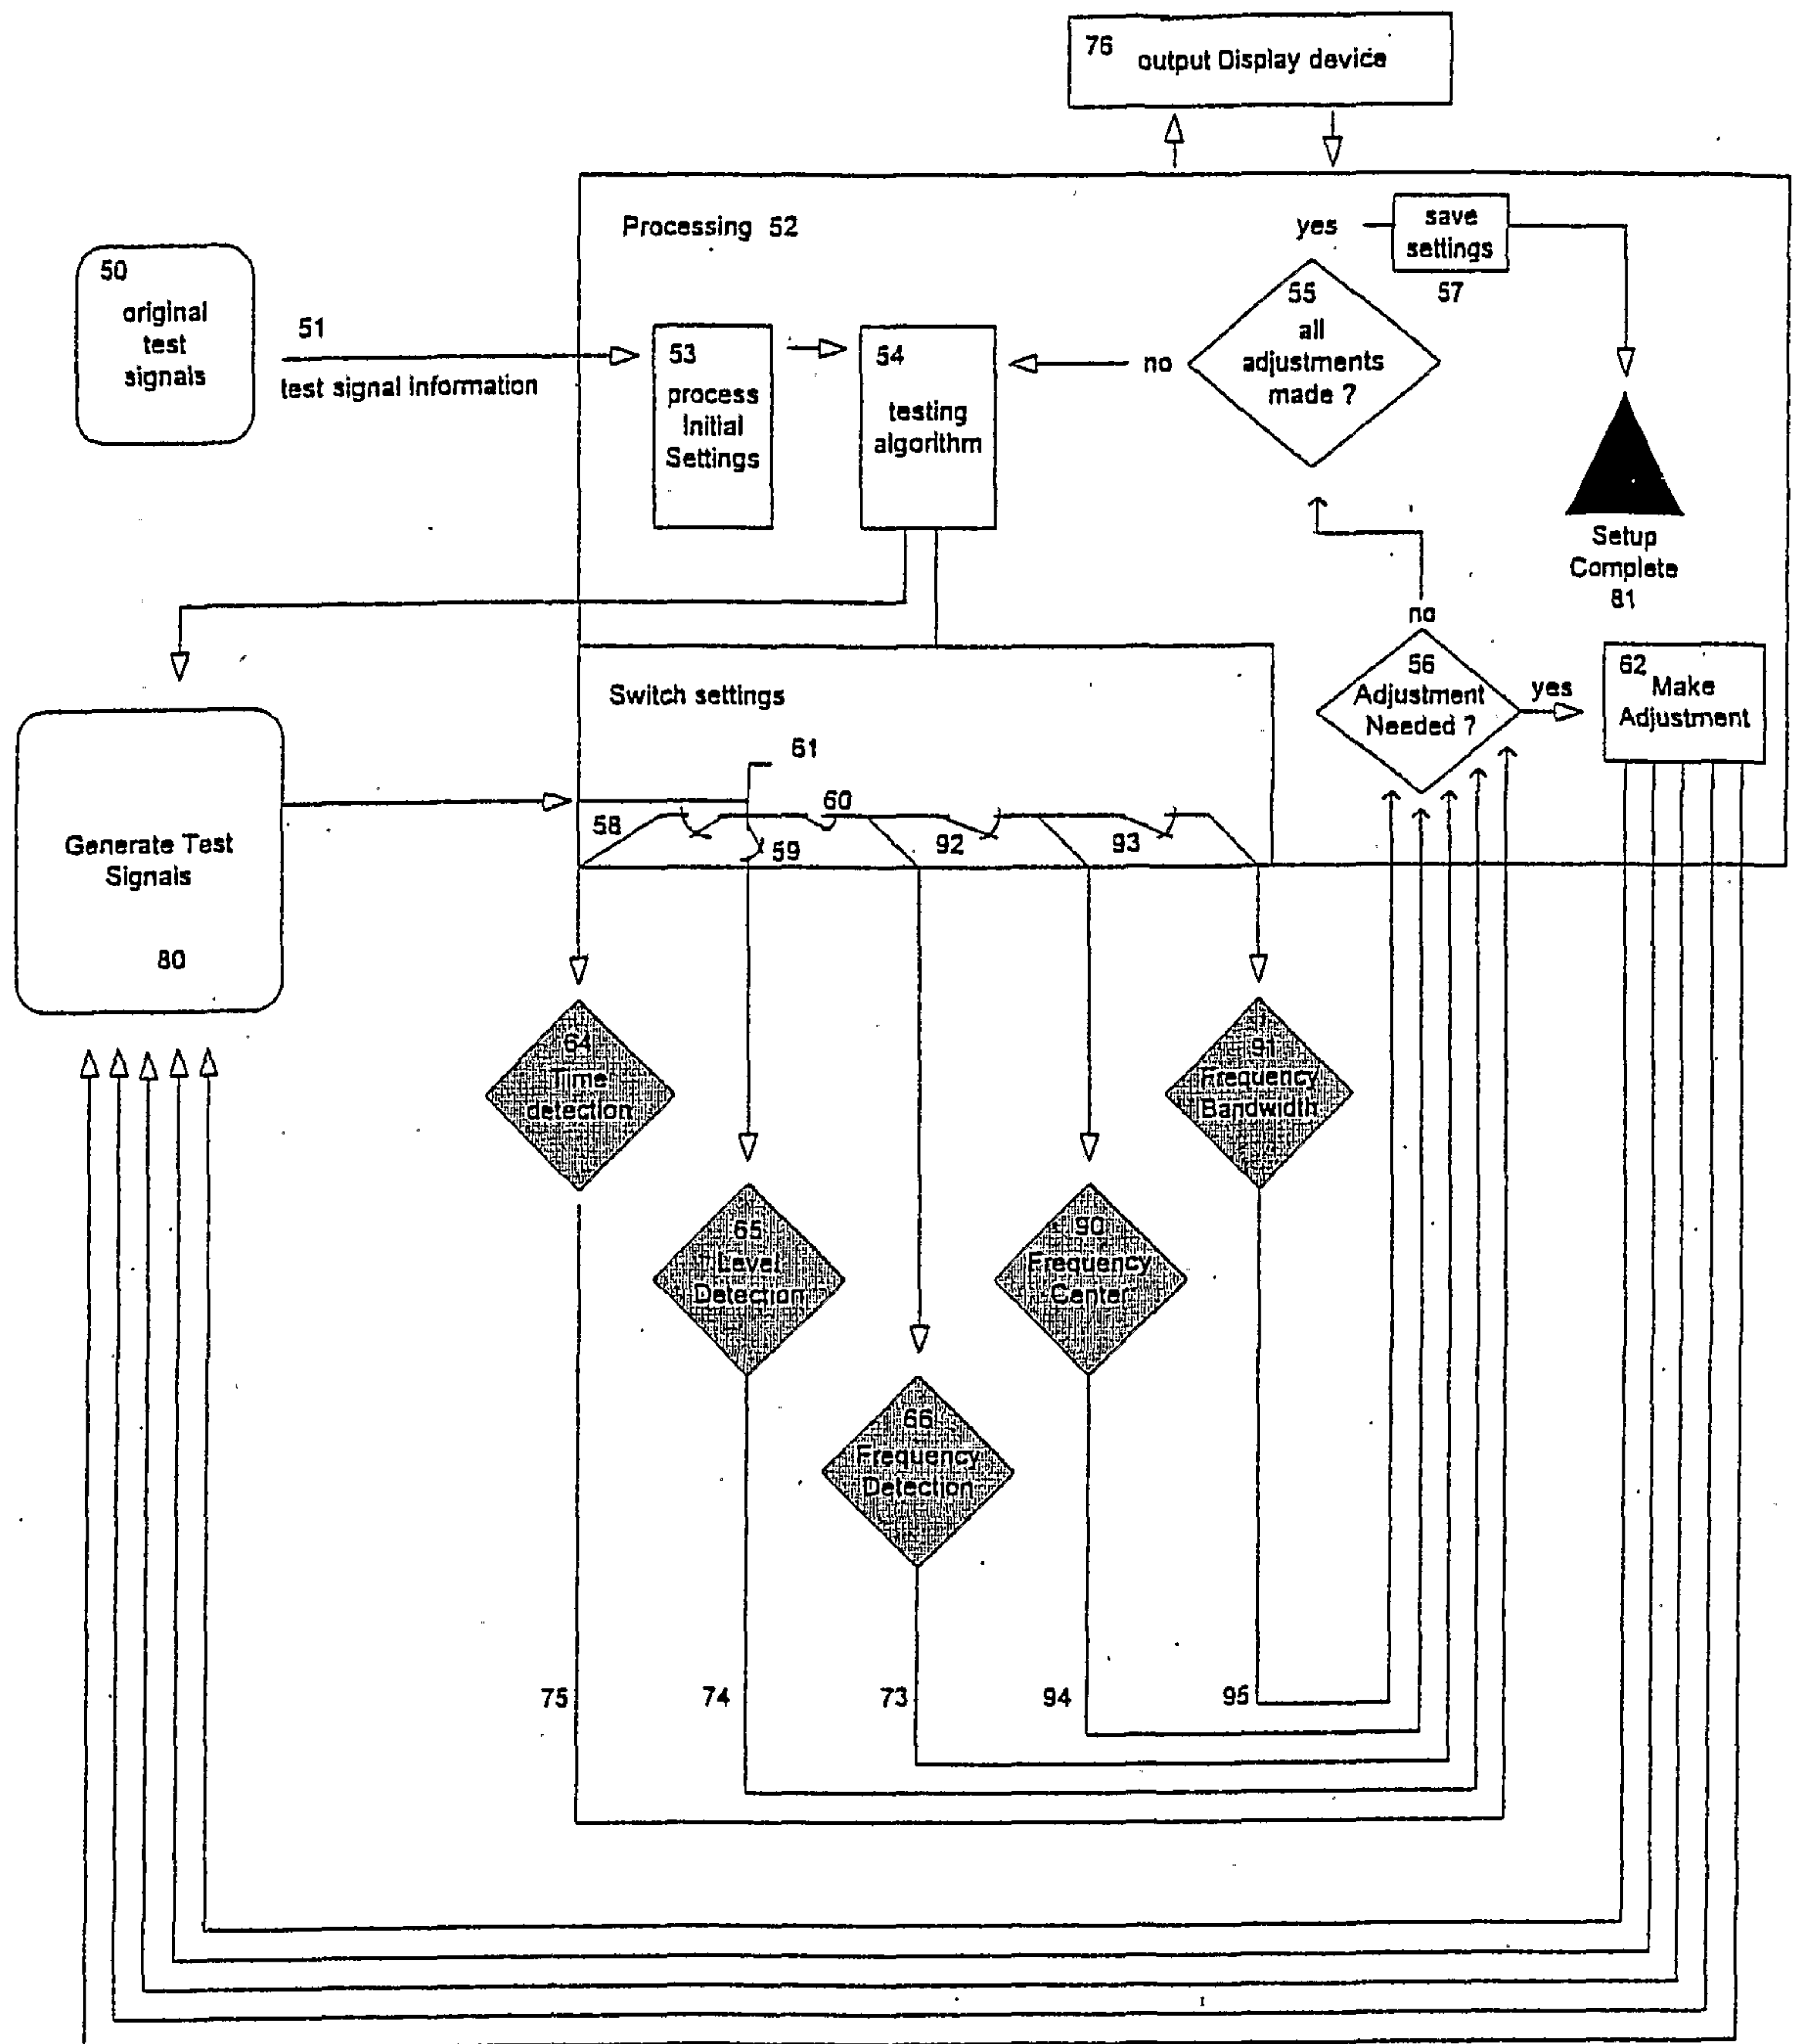 76 output Display device
Processing 52
yes
save
settings
57
50
original
test
signals
51
test signal information
53
process
Initial
Settings
54
testing
algorithm
no
55
all
adjustments
made ?
Setup
Complete
81
no
56
Adjustment
Needed ?
yes
62
Make
Adjustment
Switch settings
61
58
59
60
92
93
Generate Test
Signals
80
64
Time
detection
91
Frequency
Bandwidth
65
Level
Detection
90
Frequency
Center
66
Frequency
Detection
75
74
73
94
95